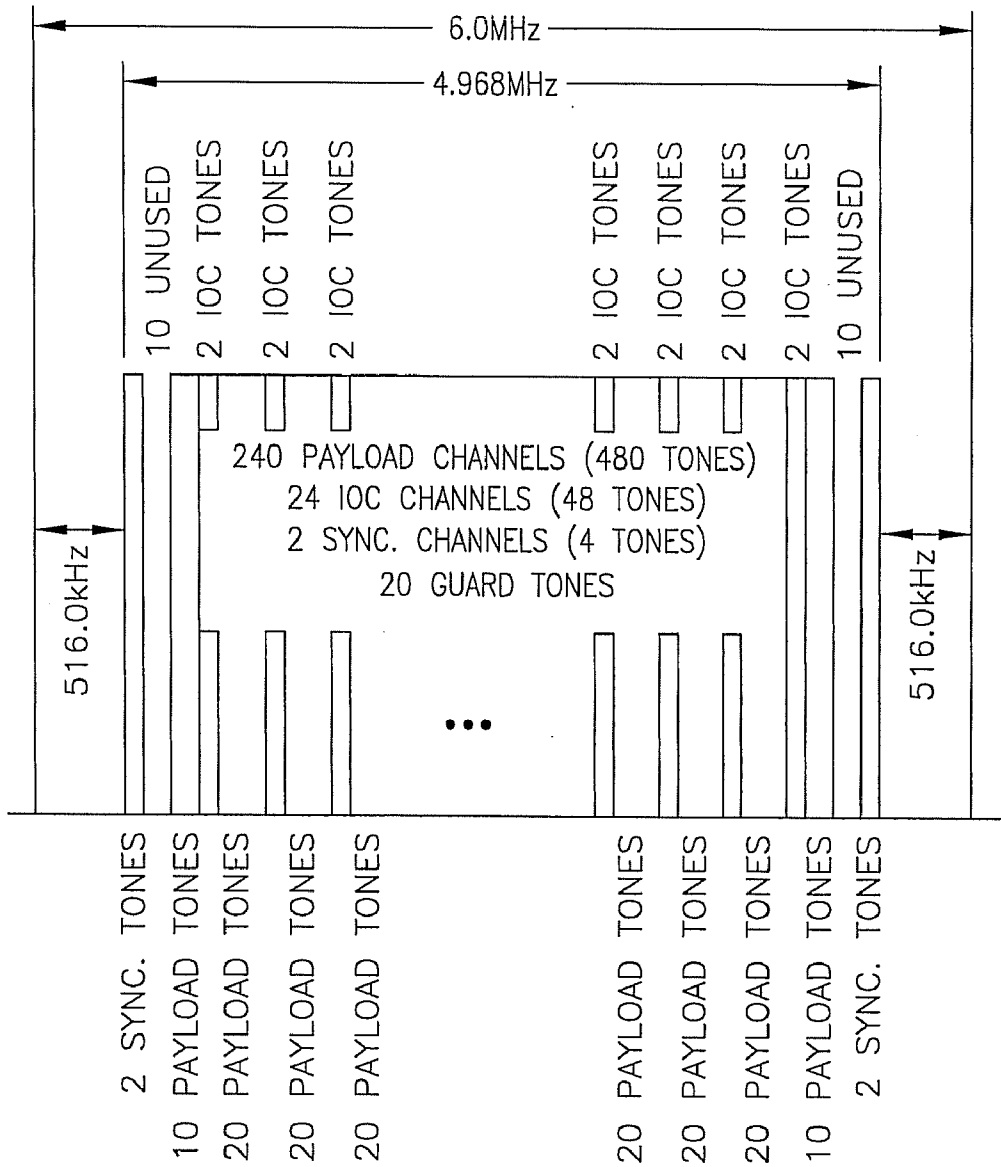 6.0MHz
4.968MHz
10 UNUSED
2 IOC TONES
2 IOC TONES
2 IOC TONES
2 IOC TONES
2 IOC TONES
2 IOC TONES
2 IOC TONES
10 UNUSED
240 PAYLOAD CHANNELS (480 TONES)
24 IOC CHANNELS (48 TONES)
2 SYNC. CHANNELS (4 TONES)
20 GUARD TONES
516.0kHz
516.0kHz
2 SYNC. TONES
10 PAYLOAD TONES
20 PAYLOAD TONES
20 PAYLOAD TONES
20 PAYLOAD TONES
20 PAYLOAD TONES
20 PAYLOAD TONES
20 PAYLOAD TONES
10 PAYLOAD TONES
2 SYNC. TONES